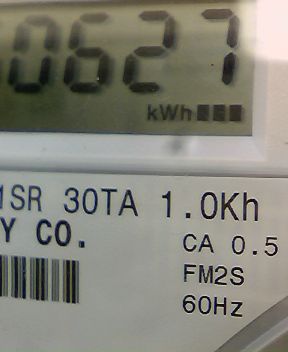 0627
kWh
1SR 30TA 1.0Kh
Y CO.
CA 0.5
FM2S
60Hz